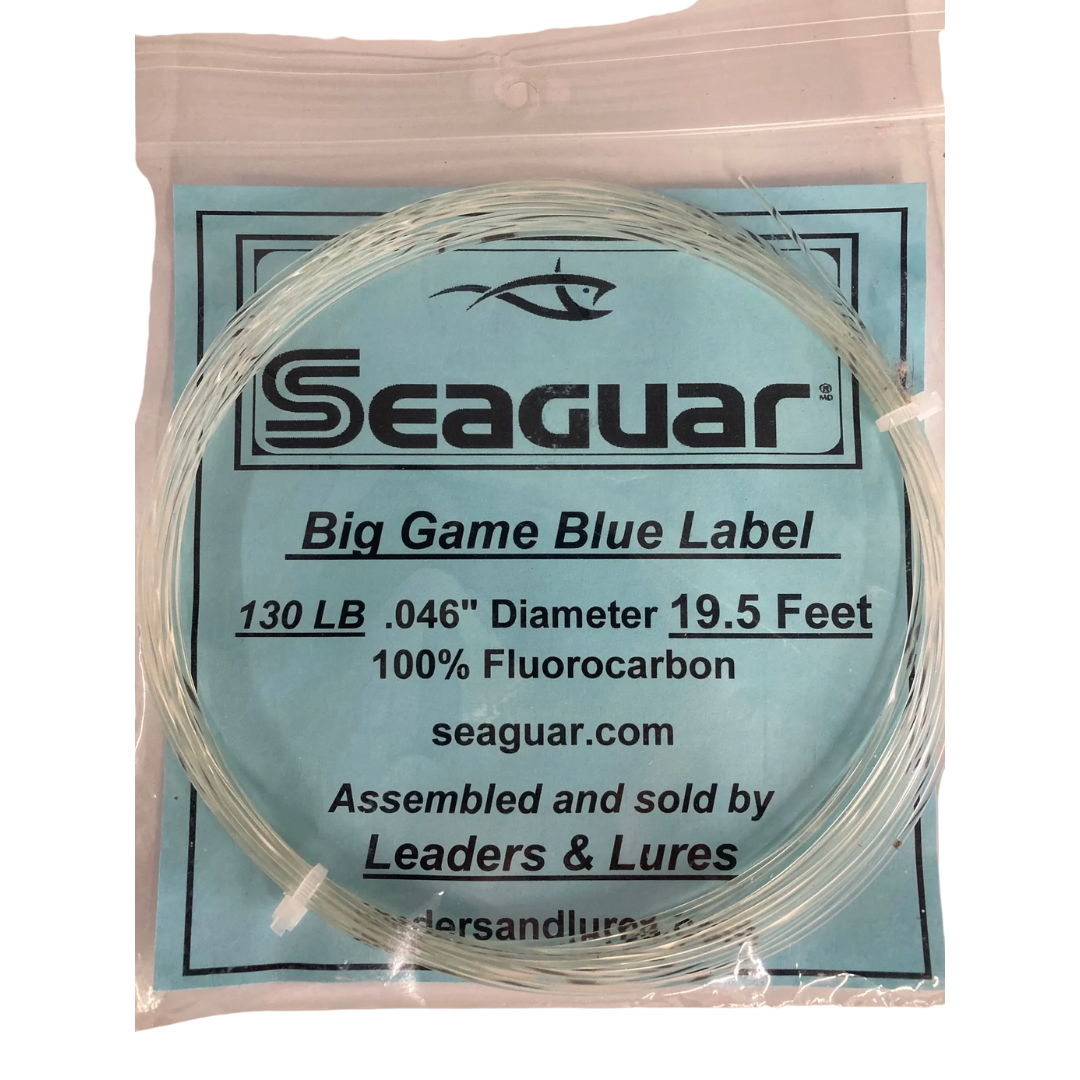 Seaguar ® MD
Big Game Blue Label
130 LB .046" Diameter 19.5 Feet
100% Fluorocarbon
seaguar.com
Assembled and sold by
Leaders & Lures